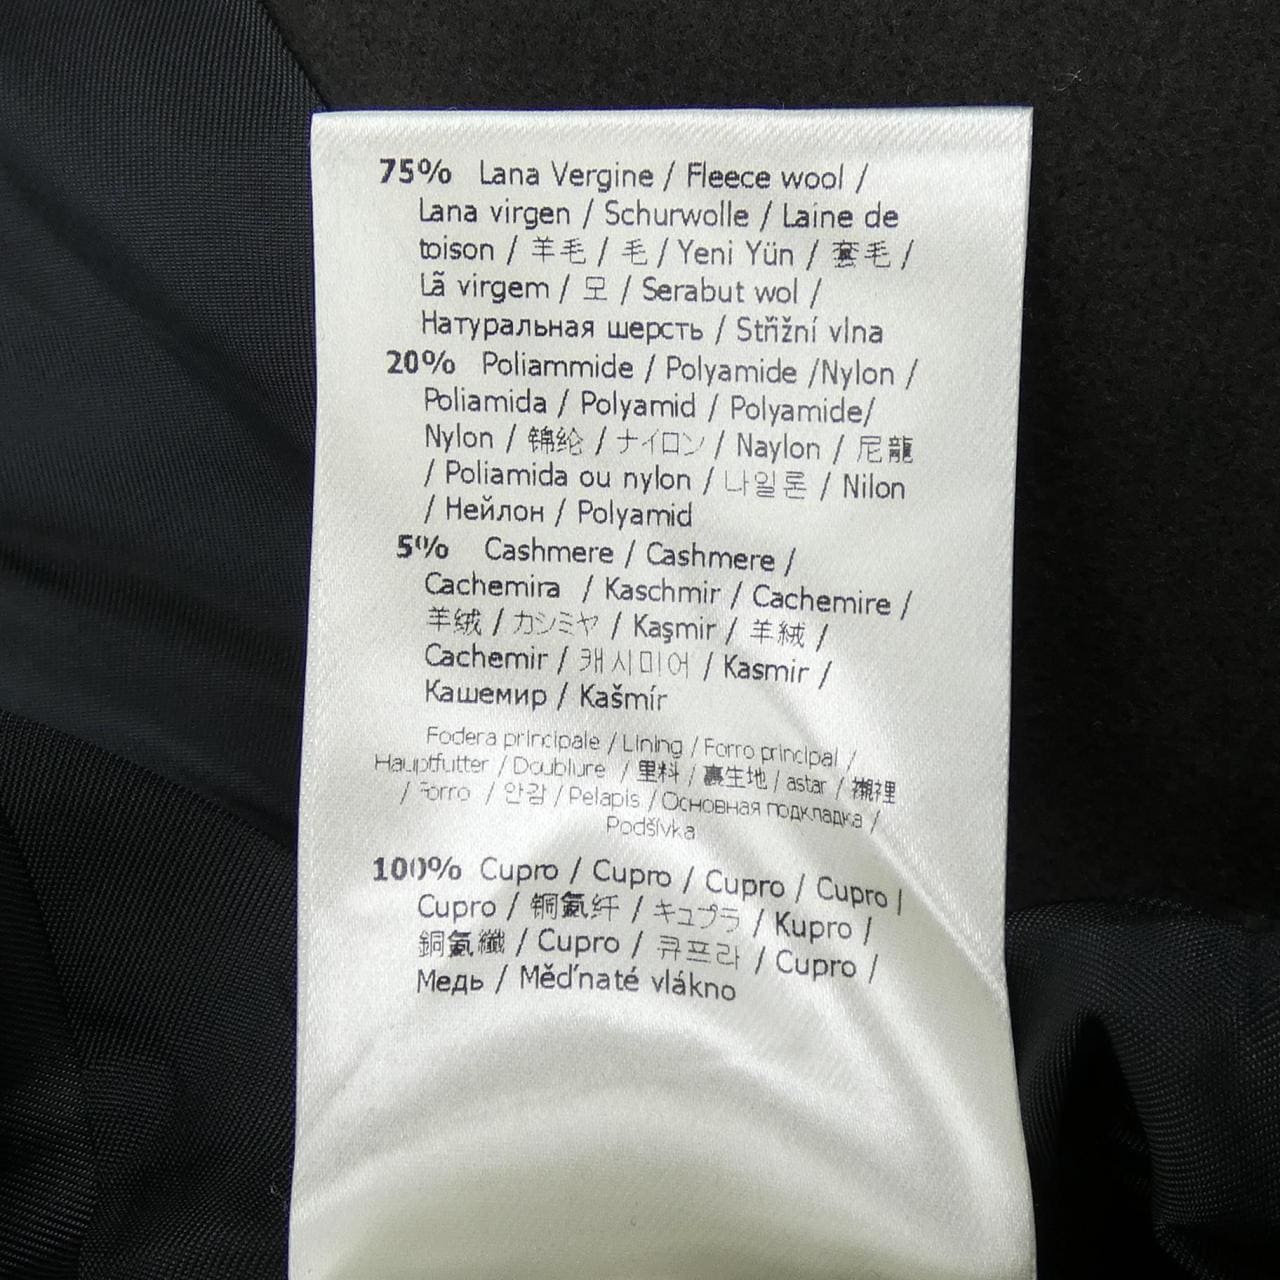 75% Lana Vergine / Fleece wool /
Lana virgen / Schurwolle / Laine de
toison / 羊毛 / 毛 / Yeni Yün / 套毛 /
Lã virgem / 모 / Serabut wol /
Натуральная шерсть / Střižní vlna
20% Poliammide / Polyamide /Nylon /
Poliamida / Polyamid / Polyamide/
Nylon / 锦纶 / ナイロン / Naylon / 尼龍
/ Poliamida ou nylon / 나일론 / Nilon
/ Нейлон / Polyamid
5% Cashmere / Cashmere /
Cachemira / Kaschmir / Cachemire /
羊绒 / カシミヤ / Kaşmir / 羊絨 /
Cachemir / 캐시미어 / Kasmir /
Кашемир / Kašmír
Fodera principale / Lining / Forro principal /
Hauptfutter / Doublure / 里料 / 裏生地 / astar / 襯裡
/ Forro / 안감 / Pelapis / Основная подкладка /
Podšívka
100% Cupro / Cupro / Cupro / Cupro /
Cupro / 铜氨纤 / キュプラ / Kupro /
銅氨纖 / Cupro / 큐프라 / Cupro /
Медь / Měďnaté vlákno